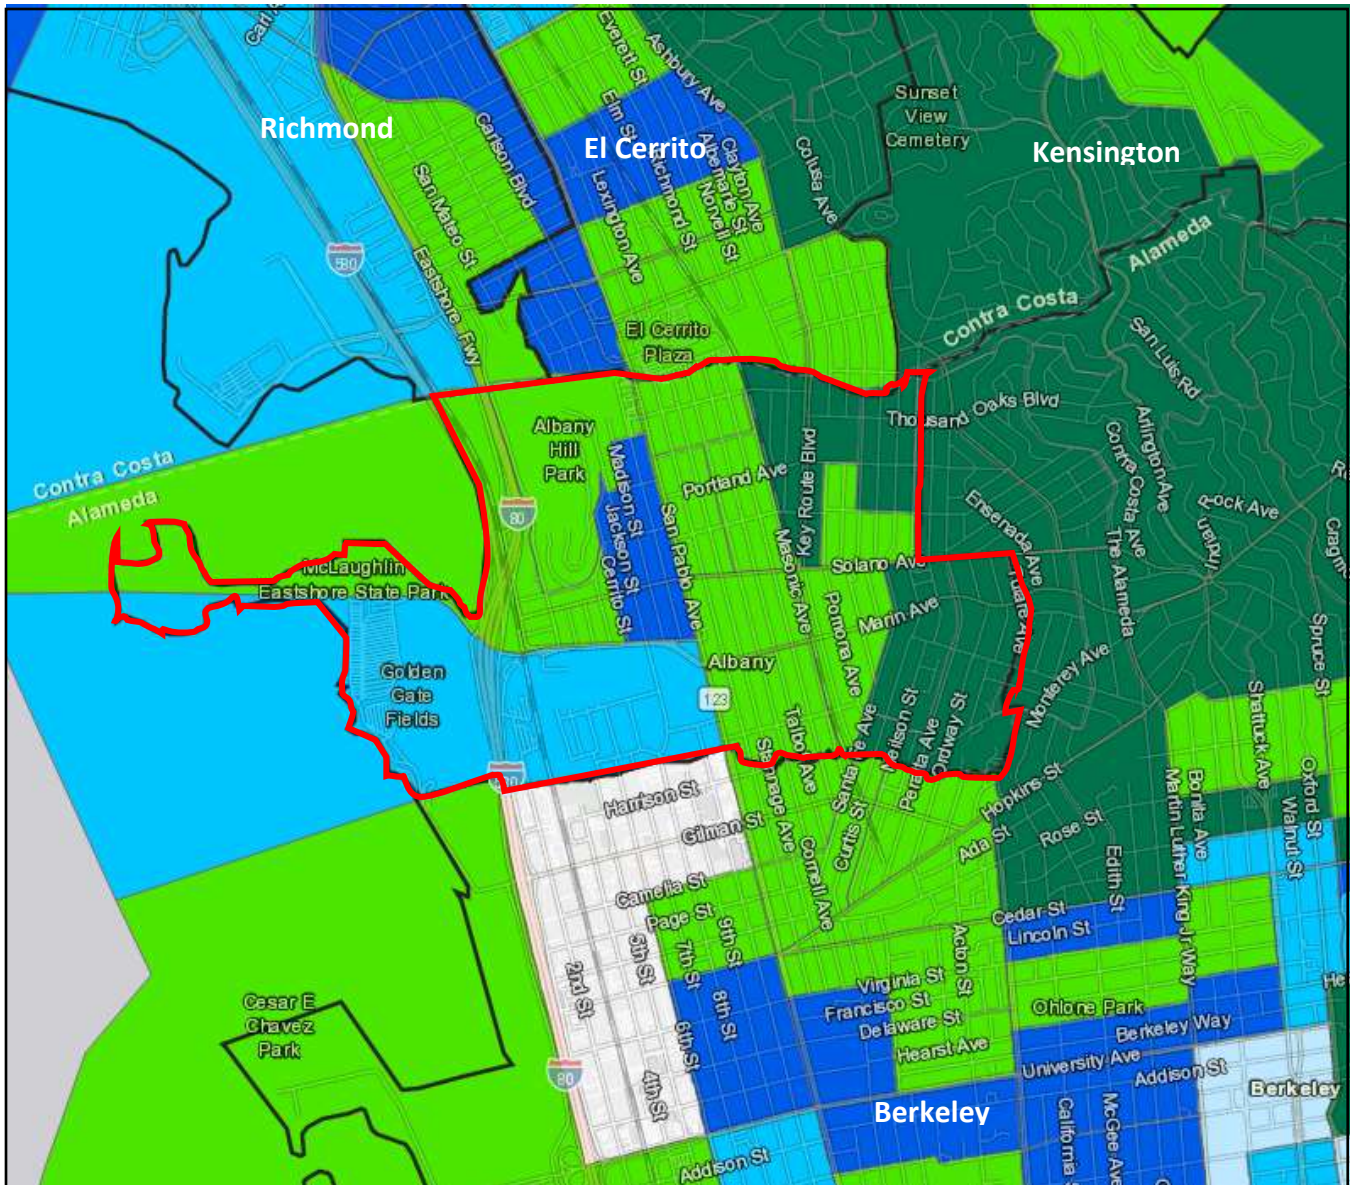 Everett St
Ashbury Ave
Sunset
View
Cemetery
Richmond
Carlson Blvd
Elm St
El Cerrito
Richmond St
Clayton Ave
Albemarle St
Norvell St
Colusa Ave
Kensington
San Mateo St
Lexington Ave
580
Eastshore Fwy
Alameda
Contra Costa
El Cerrito
Plaza
San Luis Rd
Thousand Oaks Blvd
Albany
Hill
Park
Key Route Blvd
Arlington Ave
Contra Costa Ave
Contra Costa
Alameda
Madison St
Portland Ave
Jackson St
San Pablo Ave
80
Masonic Ave
Ensenada Ave
The Alameda
Solano Ave
McLaughlin
Eastshore State Park
Cerrito St
Pomona Ave
Marin Ave
Tulare Ave
Spruce St
Albany
Golden
Gate
Fields
123
Monterey Ave
Talbot Ave
Neilson St
Peralta Ave
Ordway St
Shattuck Ave
Santa Fe Ave
Stannage Ave
Harrison St
Gilman St
Curtis St
Cornell Ave
Hopkins St
Ada St
Rose St
Edith St
Martin Luther King Jr Way
Bonita Ave
Oxford St
Walnut St
Camelia St
Page St
9th St
7th St
5th St
2nd St
Cedar St
Lincoln St
Acton St
Virginia St
Francisco St
Delaware St
Hearst Ave
Ohlone Park
Berkeley Way
University Ave
Addison St
Cesar E
Chavez
Park
8th St
6th St
4th St
80
Berkeley
Berkeley
California S
McGee Ave
Addison St